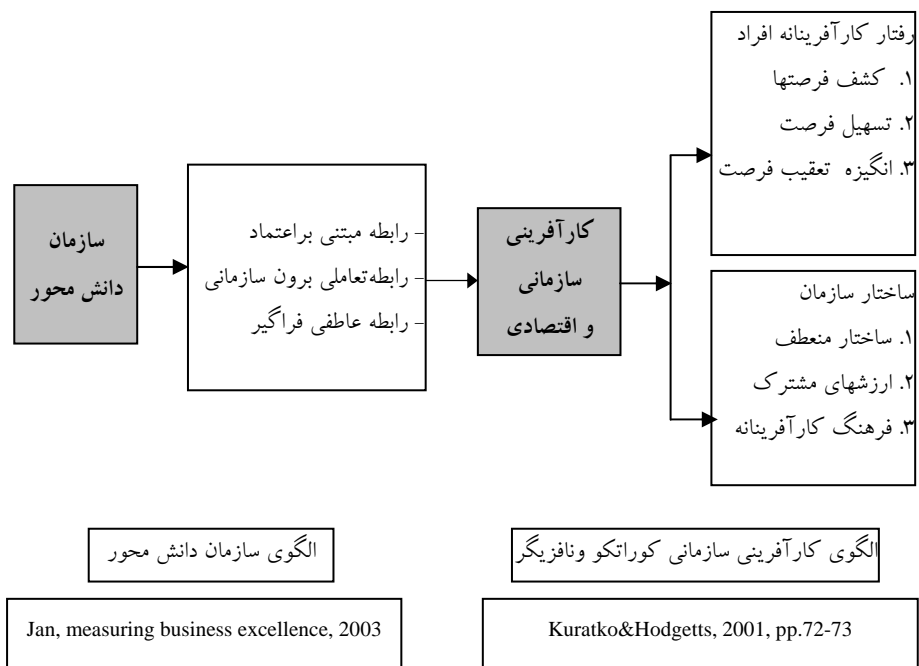 رفتار کارآفرینانه افراد
۱. کشف فرصتها
۲. تسهیل فرصت
۳. انگیزه تعقیب فرصت
سازمان
دانش محور
– رابطه مبتنی براعتماد
– رابطه‌تعاملی برون سازمانی
– رابطه عاطفی فراگیر
کارآفرینی
سازمانی
و اقتصادی
ساختار سازمان
۱. ساختار منعطف
۲. ارزشهای مشترک
۳. فرهنگ کارآفرینانه
الگوی سازمان دانش محور
الگوی کارآفرینی سازمانی کوراتکو ونافزیگر
Jan, measuring business excellence, 2003
Kuratko&Hodgetts, 2001, pp.72-73